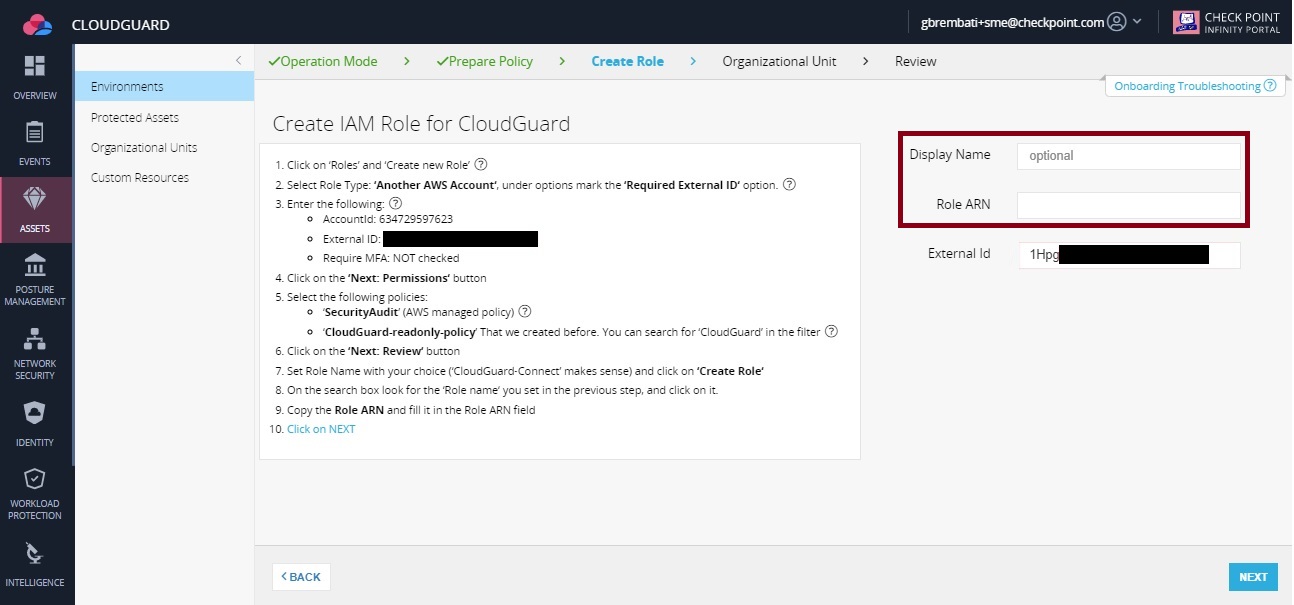 CLOUDGUARD
gbrembati+sme@checkpoint.com
CHECK POINT
INFINITY PORTAL
OVERVIEW
EVENTS
ASSETS
POSTURE
MANAGEMENT
NETWORK
SECURITY
IDENTITY
WORKLOAD
PROTECTION
INTELLIGENCE
Environments
Protected Assets
Organizational Units
Custom Resources
Operation Mode > Prepare Policy > Create Role > Organizational Unit > Review
Onboarding Troubleshooting ?
Create IAM Role for CloudGuard
1. Click on ‘Roles’ and ‘Create new Role’ ?
2. Select Role Type: ‘Another AWS Account’, under options mark the ‘Required External ID’ option. ?
3. Enter the following: ?
AccountId: 634729597623
External ID:
Require MFA: NOT checked
4. Click on the ‘Next: Permissions’ button
5. Select the following policies:
‘SecurityAudit’ (AWS managed policy) ?
‘CloudGuard-readonly-policy’ That we created before. You can search for ‘CloudGuard’ in the filter ?
6. Click on the ‘Next: Review’ button
7. Set Role Name with your choice (‘CloudGuard-Connect’ makes sense) and click on ‘Create Role’
8. On the search box look for the ‘Role name’ you set in the previous step, and click on it.
9. Copy the Role ARN and fill it in the Role ARN field
10. Click on NEXT
Display Name optional
Role ARN
External Id 1Hpg
BACK
NEXT